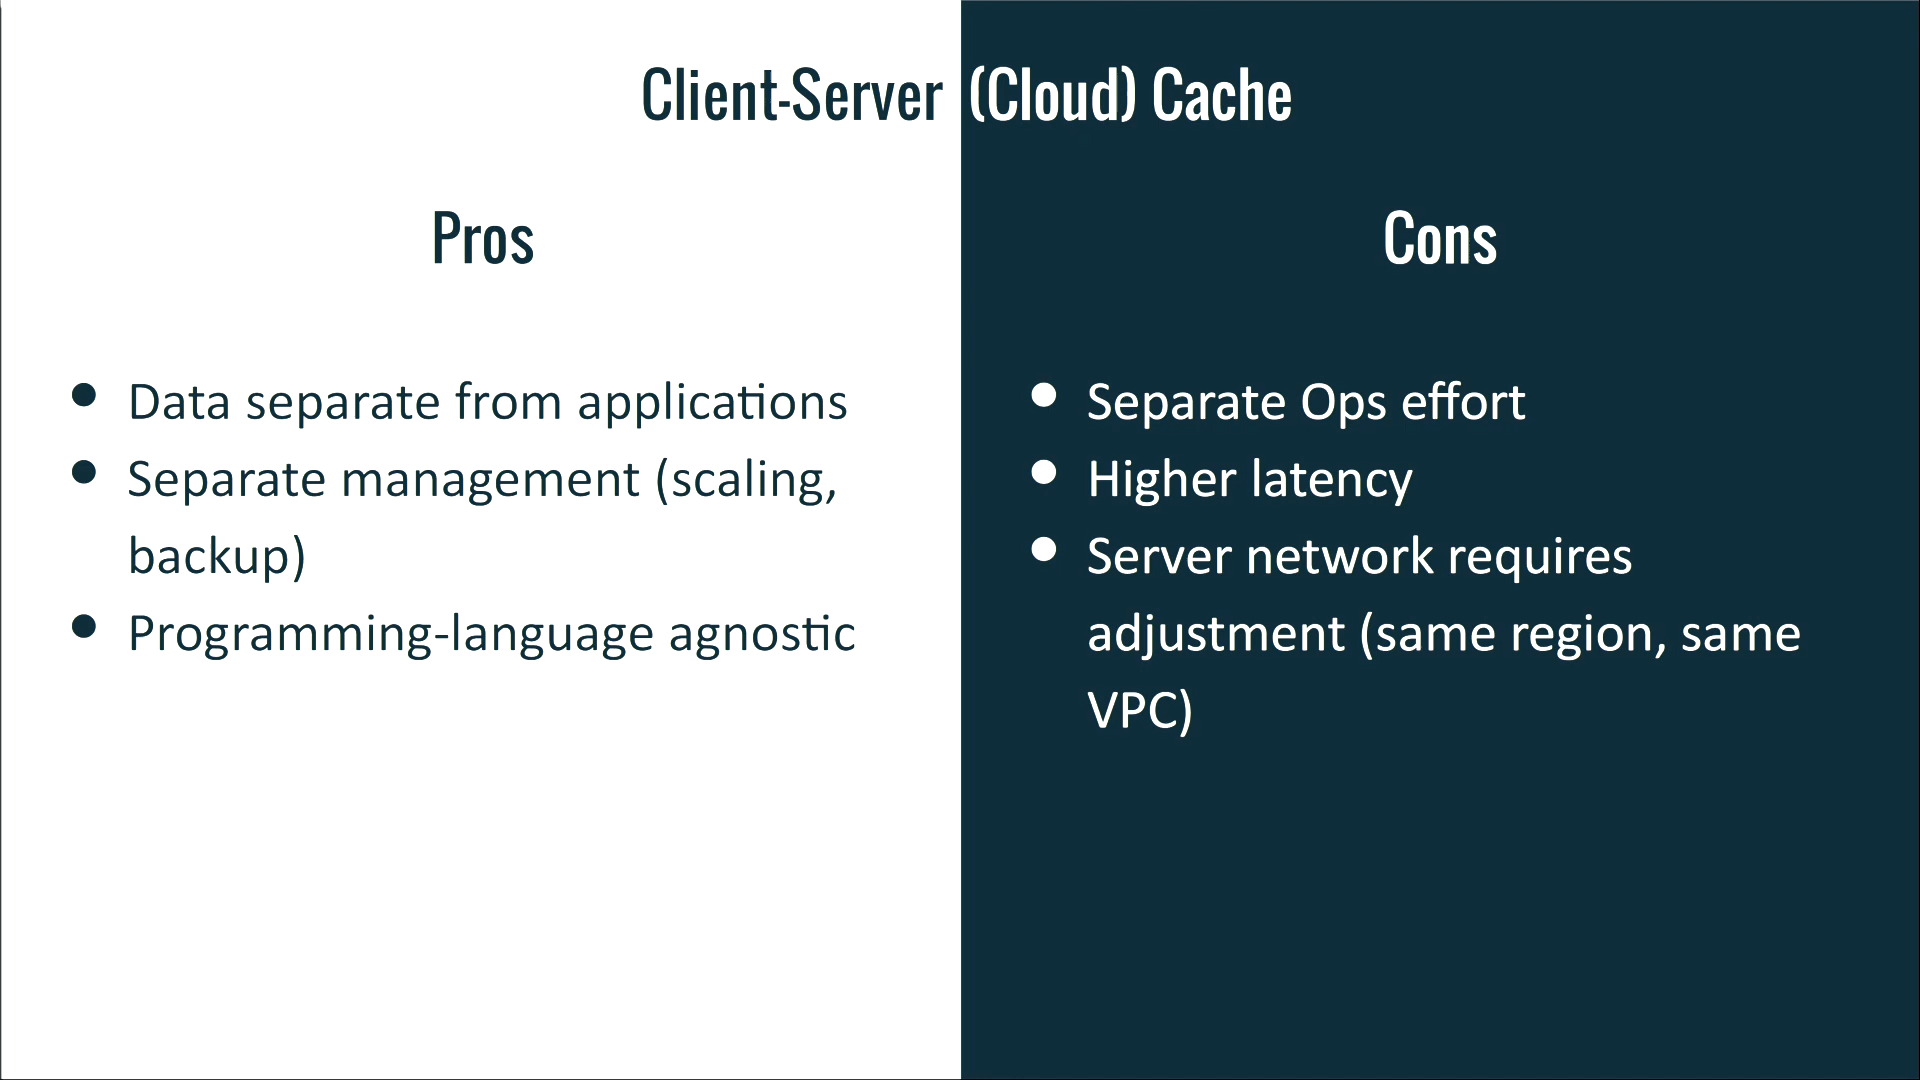 Client-Server (Cloud) Cache
Pros
• Data separate from applications
• Separate management (scaling,
backup)
• Programming-language agnostic
Cons
• Separate Ops effort
• Higher latency
• Server network requires
adjustment (same region, same
VPC)